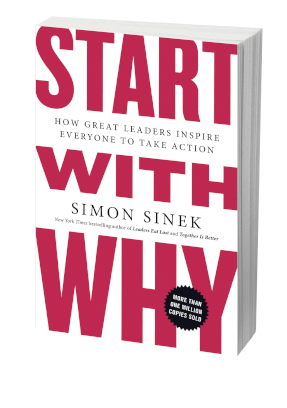 START
HOW GREAT LEADERS INSPIRE
EVERYONE TO TAKE ACTION
WITH
SIMON SINEK
New York Times bestselling author of Leaders Eat Last and Together Is Better
WHY
MORE THAN
ONE MILLION
COPIES SOLD